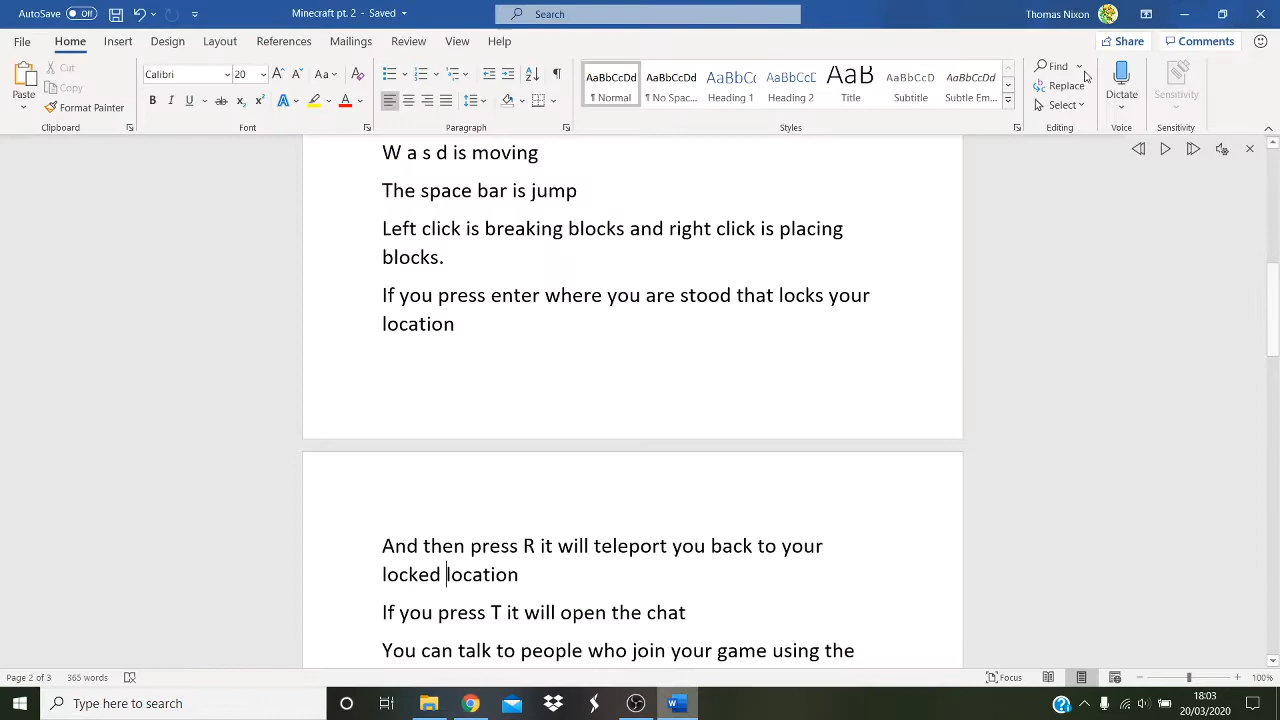 AutoSave Off Minecraft pt. 2 - Saved Search Thomas Nixon
File Home Insert Design Layout References Mailings Review View Help Share Comments
Paste Cut Copy Format Painter
Calibri 20 A A Aa
B I U ab x₂ x² A A
AaBbCcDd AaBbCcDd AaBbCc AaBbCcE AaB AaBbCcD AaBbCcDd
¶ Normal ¶ No Spac... Heading 1 Heading 2 Title Subtitle Subtle Em...
Find Replace Select Dictate Sensitivity
Clipboard Font Paragraph Styles Editing Voice Sensitivity
W a s d is moving
The space bar is jump
Left click is breaking blocks and right click is placing
blocks.
If you press enter where you are stood that locks your
location
And then press R it will teleport you back to your
locked location
If you press T it will open the chat
You can talk to people who join your game using the
Page 2 of 3 365 words Focus 100%
Type here to search 18:03
20/03/2020